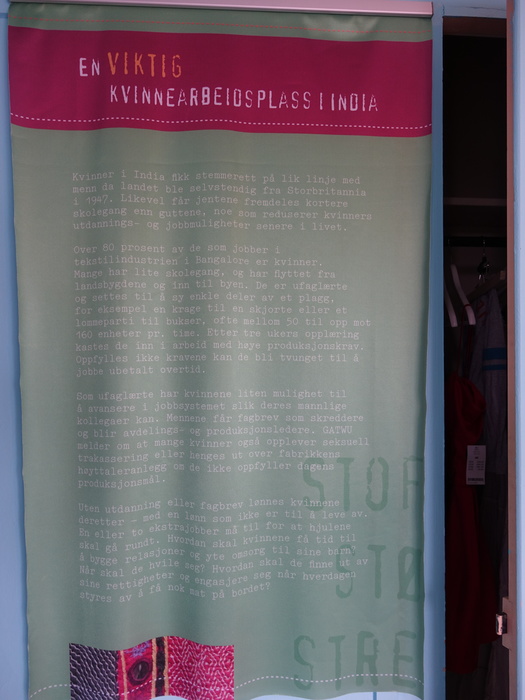 EN VIKTIG
KVINNEARBEIDSPLASS I INDIA
Kvinner i India fikk stemmerett på lik linje med
menn da landet ble selvstendig fra Storbritannia
i 1947. Likevel får jentene fremdeles kortere
skolegang enn guttene, noe som reduserer kvinners
utdannings- og jobbmuligheter senere i livet.
Over 80 prosent av de som jobber i
tekstilindustrien i Bangalore er kvinner.
Mange har lite skolegang, og har flyttet fra
landsbygdene og inn til byen. De er ufaglærte
og settes til å sy enkle deler av et plagg,
for eksempel en krage til en skjorte eller et
lommeparti til bukser, ofte mellom 50 til opp mot
160 enheter pr. time. Etter tre ukers opplæring
kastes de inn i arbeid med høye produksjonskrav.
Oppfylles ikke kravene kan de bli tvunget til å
jobbe ubetalt overtid.
Som ufaglærte har kvinnene liten mulighet til
å avansere i jobbsystemet slik deres mannlige
kollegaer kan. Mennene får fagbrev som skreddere
og blir avdelings- og produksjonsledere. GATWU
melder om at mange kvinner også opplever seksuell
trakassering eller henges ut over fabrikkens
høyttaleranlegg om de ikke oppfyller dagens
produksjonsmål.
Uten utdanning eller fagbrev lønnes kvinnene
deretter – med en lønn som ikke er til å leve av.
En eller to ekstrajobber må til for at hjulene
skal gå rundt. Hvordan skal kvinnene få tid til
å bygge relasjoner og yte omsorg til sine barn?
Når skal de hvile seg? Hvordan skal de finne ut av
sine rettigheter og engasjere seg når hverdagen
styres av å få nok mat på bordet?
STOR
STØ
STRE